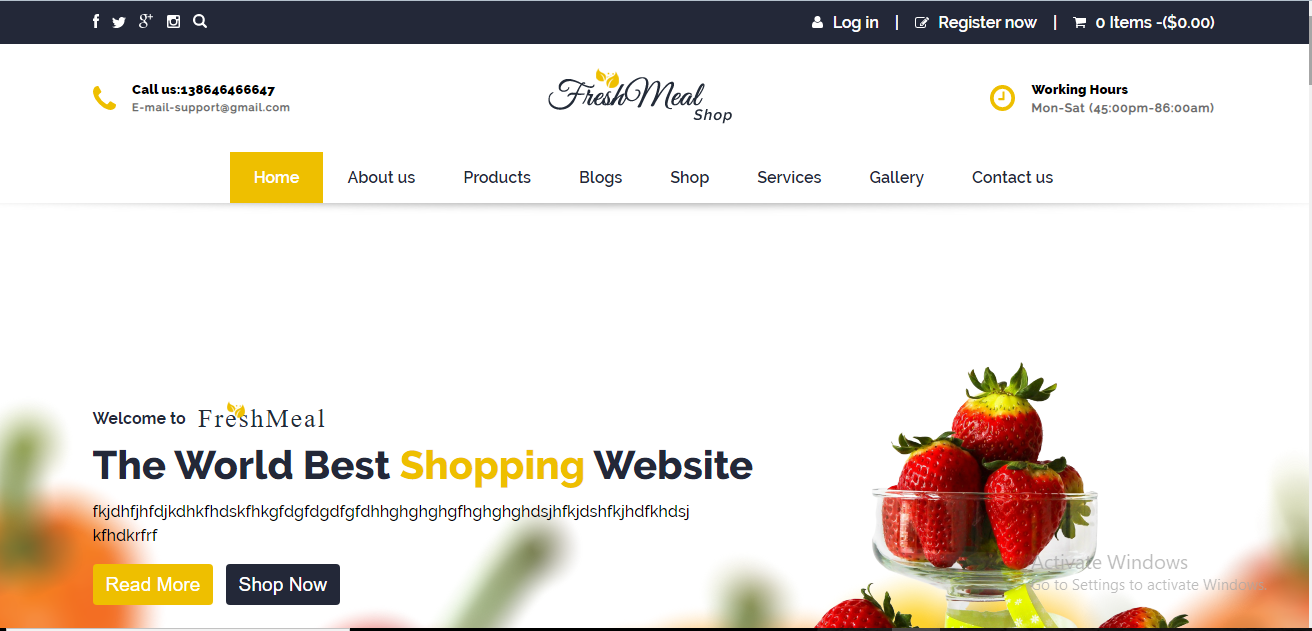 Log in | Register now | 0 Items -($0.00)
Call us:138646466647
E-mail-support@gmail.com
FreshMeal
Shop
Working Hours
Mon-Sat (45:00pm-86:00am)
Home About us Products Blogs Shop Services Gallery Contact us
Welcome to FreshMeal
The World Best Shopping Website
fkjdhfjhfdjkdhkfhdskfhkgfdgfdgdfgfdhhghghghgfhghghghdsjhfkjdshfkjhdfkhdsj
kfhdkrfrf
Read More Shop Now
Activate Windows
Go to Settings to activate Windows.